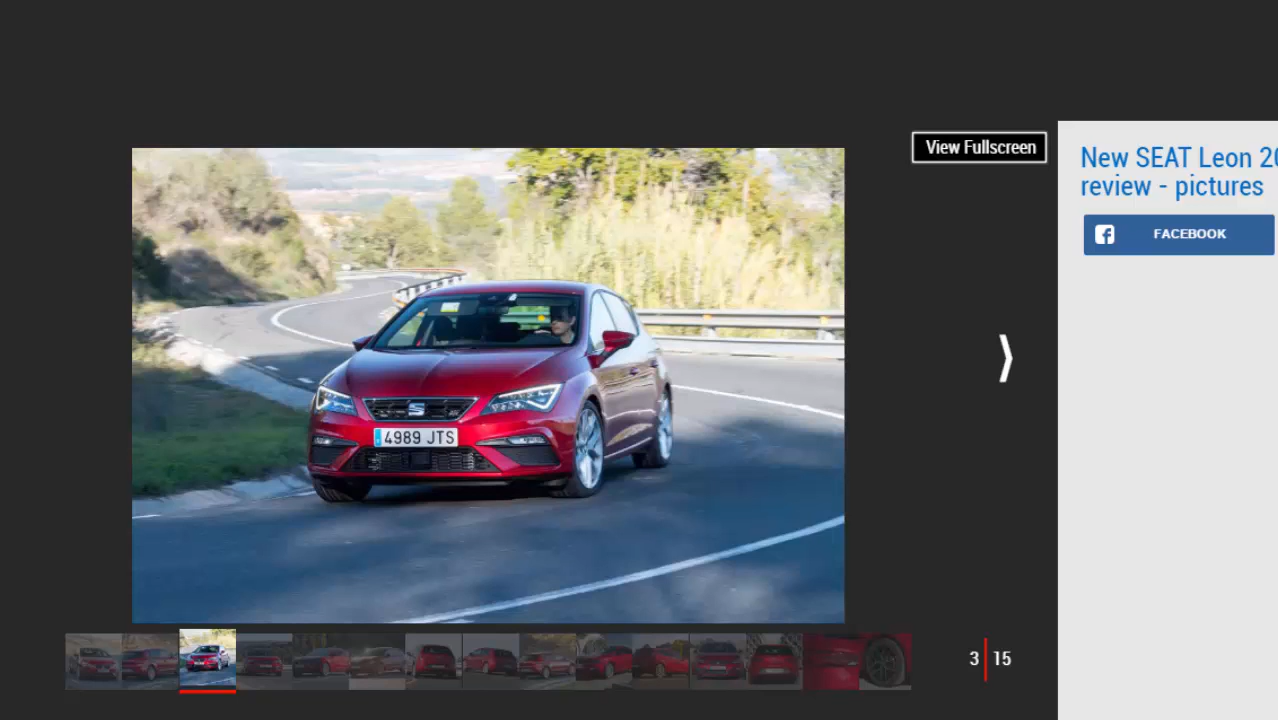 View Fullscreen
New SEAT Leon 20
review - pictures
FACEBOOK
4989 JTS
3 15